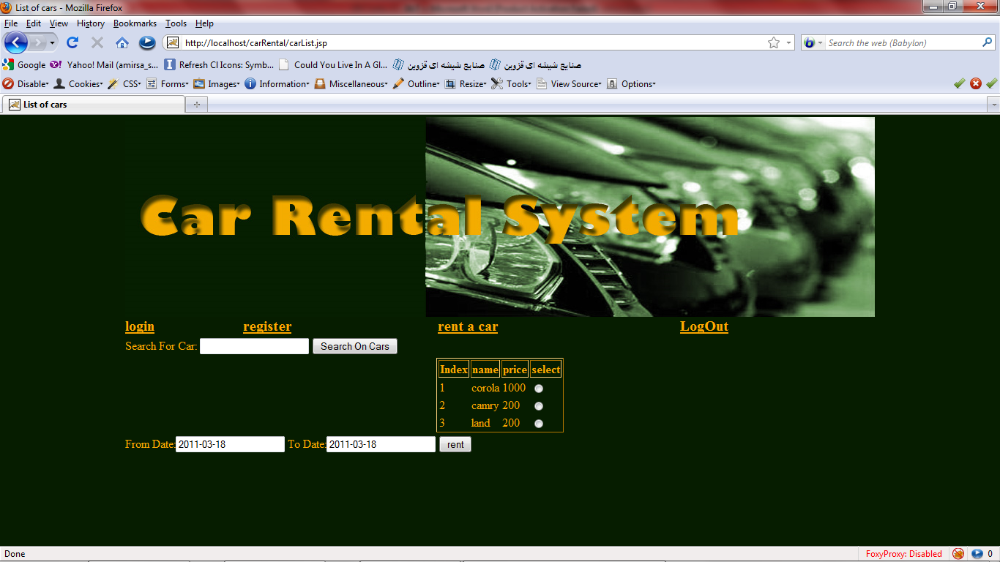 List of cars - Mozilla Firefox
File Edit View History Bookmarks Tools Help
http://localhost/carRental/carList.jsp
Search the web (Babylon)
Google Yahoo! Mail (amirsa_s... Refresh CI Icons: Symb... Could You Live In A Gl... صنایع شیشه ای قزوین صنایع شیشه ای قزوین
Disable Cookies CSS Forms Images Information Miscellaneous Outline Resize Tools View Source Options
List of cars
Car Rental System
login register rent a car LogOut
Search For Car: Search On Cars
Index name price select
1 corola 1000
2 camry 200
3 land 200
From Date: 2011-03-18 To Date: 2011-03-18 rent
Done FoxyProxy: Disabled 0